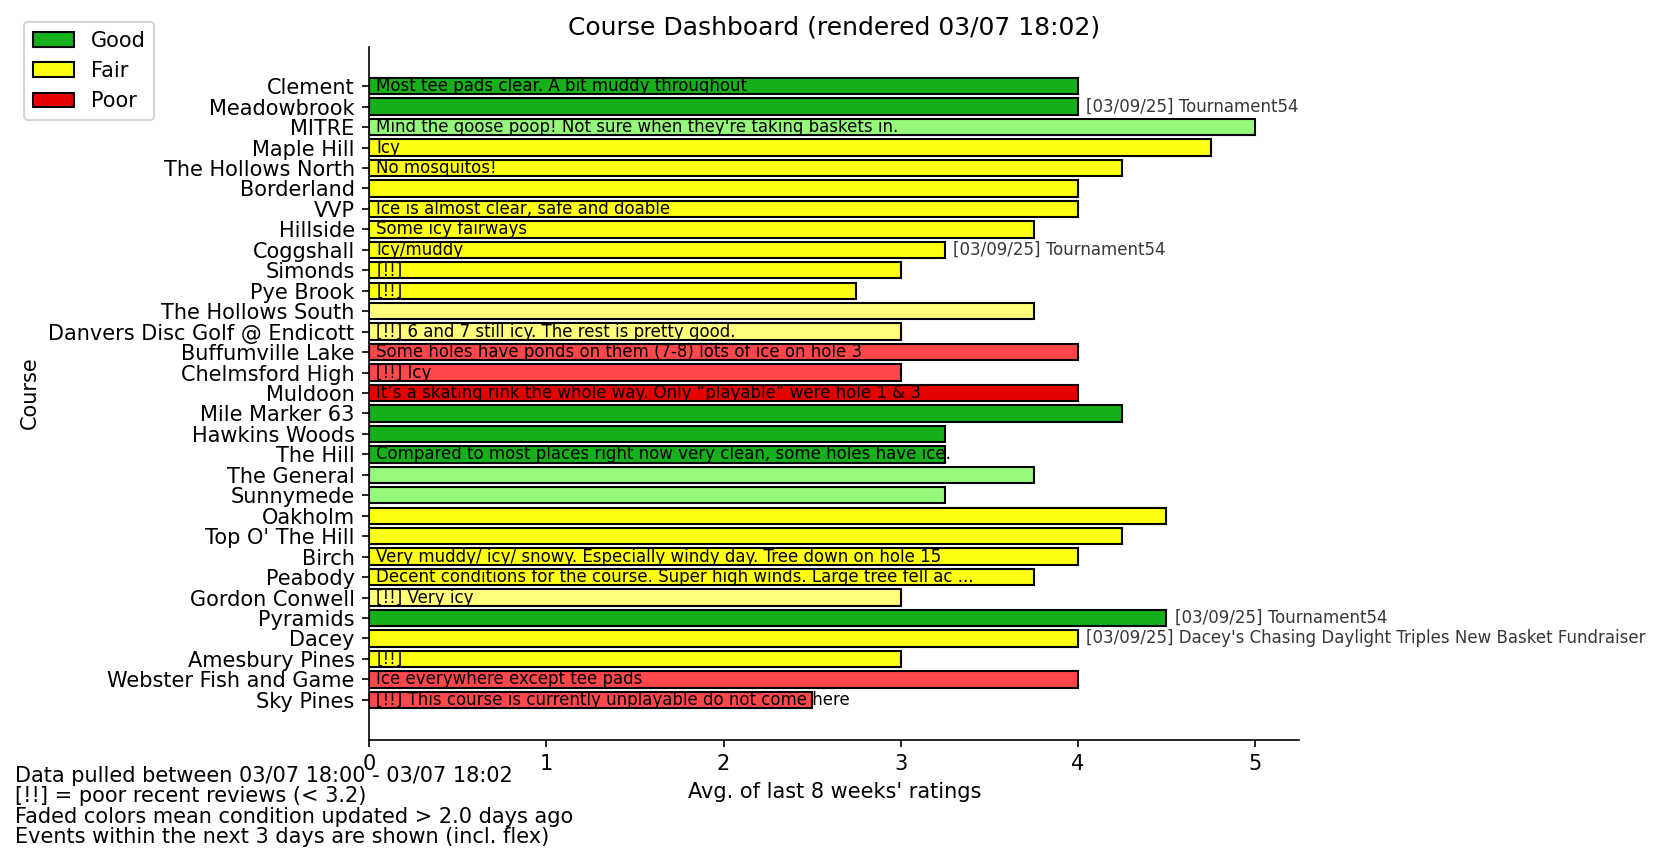 Course Dashboard (rendered 03/07 18:02)
Good
Fair
Poor
Course
Clement Most tee pads clear. A bit muddy throughout
Meadowbrook [03/09/25] Tournament54
MITRE Mind the goose poop! Not sure when they're taking baskets in.
Maple Hill Icy
The Hollows North No mosquitos!
Borderland
VVP Ice is almost clear, safe and doable
Hillside Some icy fairways
Coggshall Icy/muddy [03/09/25] Tournament54
Simonds [!!]
Pye Brook [!!]
The Hollows South
Danvers Disc Golf @ Endicott [!!] 6 and 7 still icy. The rest is pretty good.
Buffumville Lake Some holes have ponds on them (7-8) lots of ice on hole 3
Chelmsford High [!!] Icy
Muldoon It’s a skating rink the whole way. Only “playable” were hole 1 & 3
Mile Marker 63
Hawkins Woods
The Hill Compared to most places right now very clean, some holes have ice.
The General
Sunnymede
Oakholm
Top O' The Hill
Birch Very muddy/ icy/ snowy. Especially windy day. Tree down on hole 15
Peabody Decent conditions for the course. Super high winds. Large tree fell ac ...
Gordon Conwell [!!] Very icy
Pyramids [03/09/25] Tournament54
Dacey [03/09/25] Dacey's Chasing Daylight Triples New Basket Fundraiser
Amesbury Pines [!!]
Webster Fish and Game Ice everywhere except tee pads
Sky Pines [!!] This course is currently unplayable do not come here
0 1 2 3 4 5
Avg. of last 8 weeks' ratings
Data pulled between 03/07 18:00 - 03/07 18:02
[!!] = poor recent reviews (< 3.2)
Faded colors mean condition updated > 2.0 days ago
Events within the next 3 days are shown (incl. flex)